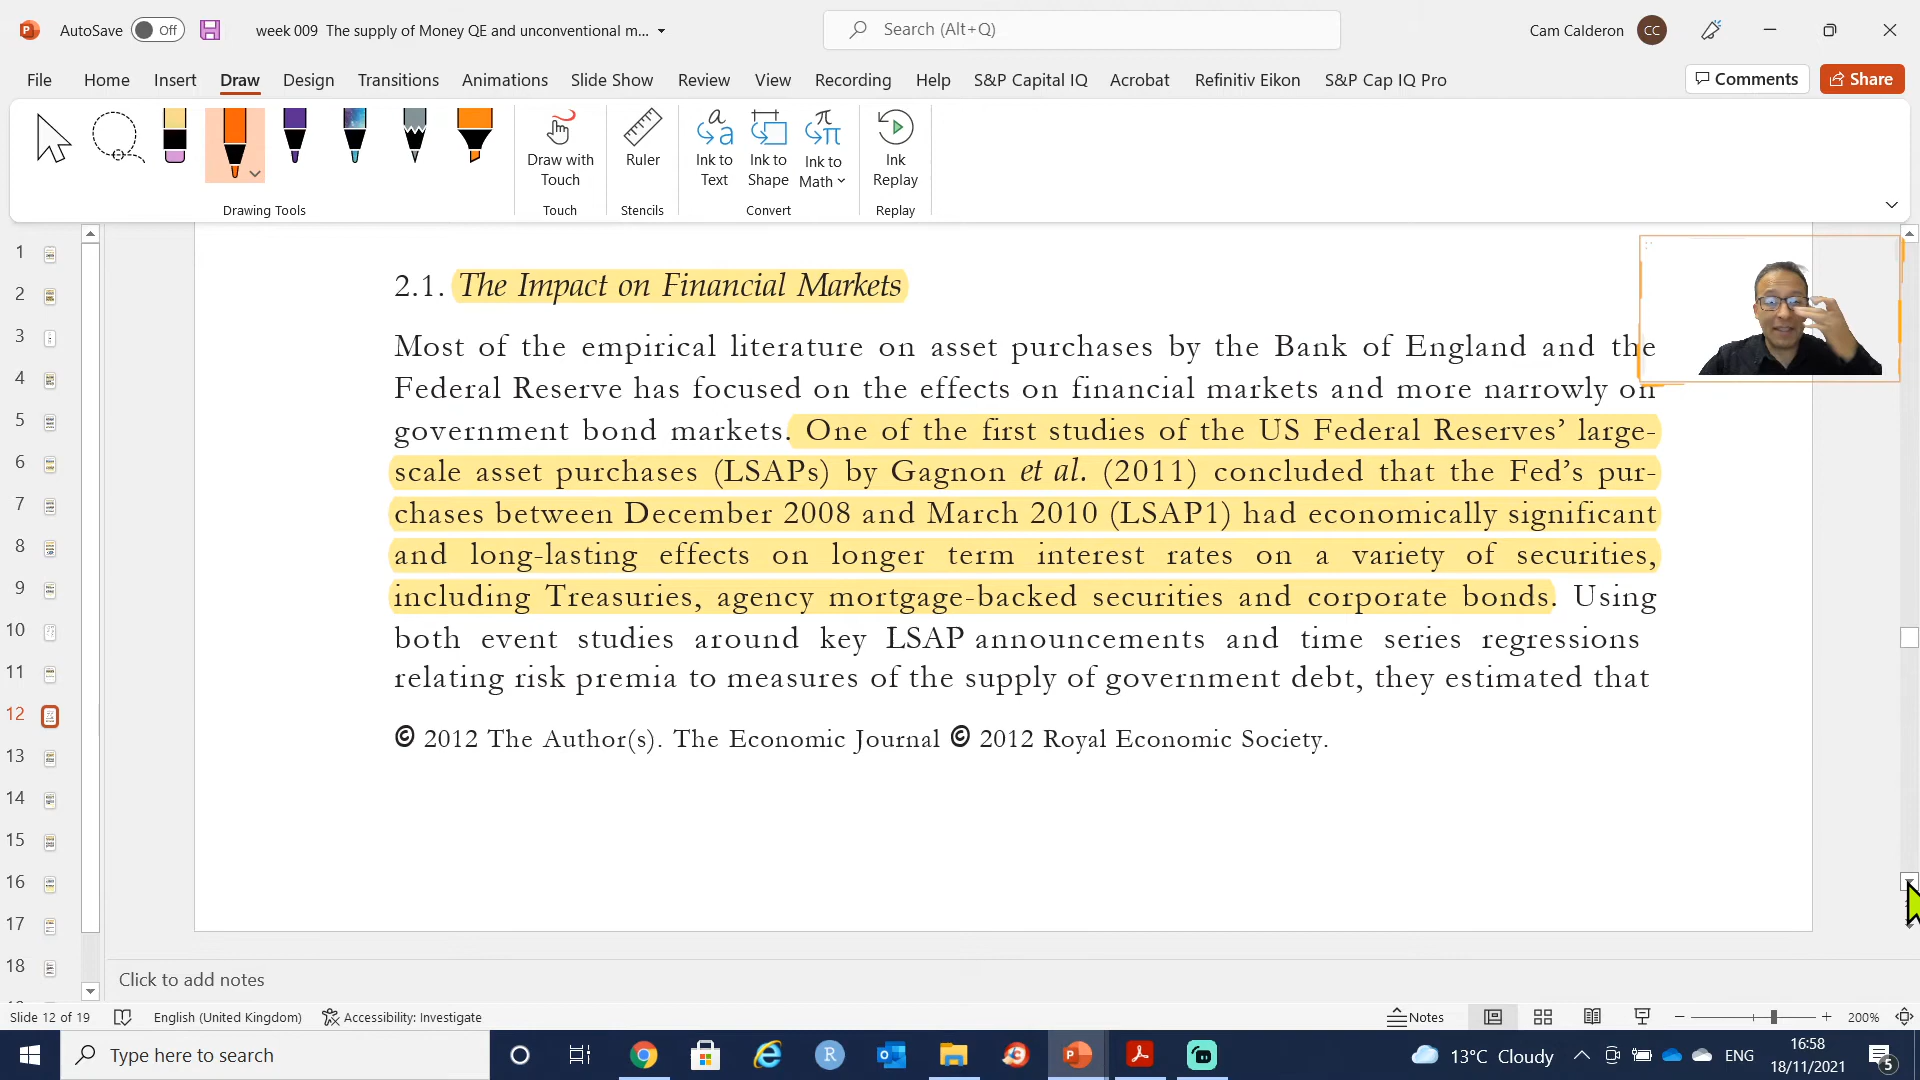 AutoSave Off week 009 The supply of Money QE and unconventional m... Search (Alt+Q) Cam Calderon CC
File Home Insert Draw Design Transitions Animations Slide Show Review View Recording Help S&P Capital IQ Acrobat Refinitiv Eikon S&P Cap IQ Pro Comments Share
Draw with Touch
Ruler
Ink to Text
Ink to Shape
Ink to Math
Ink Replay
Drawing Tools Touch Stencils Convert Replay
1
2
3
4
5
6
7
8
9
10
11
12
13
14
15
16
17
18
2.1. The Impact on Financial Markets
Most of the empirical literature on asset purchases by the Bank of England and the
Federal Reserve has focused on the effects on financial markets and more narrowly on
government bond markets. One of the first studies of the US Federal Reserves’ large-
scale asset purchases (LSAPs) by Gagnon et al. (2011) concluded that the Fed’s pur-
chases between December 2008 and March 2010 (LSAP1) had economically significant
and long-lasting effects on longer term interest rates on a variety of securities,
including Treasuries, agency mortgage-backed securities and corporate bonds. Using
both event studies around key LSAP announcements and time series regressions
relating risk premia to measures of the supply of government debt, they estimated that
© 2012 The Author(s). The Economic Journal © 2012 Royal Economic Society.
Click to add notes
Slide 12 of 19 English (United Kingdom) Accessibility: Investigate Notes 200%
Type here to search 13°C Cloudy ENG 16:58
18/11/2021
5